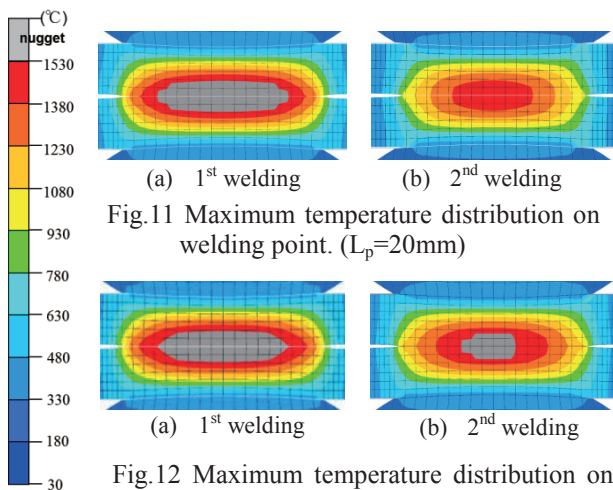 (℃)
nugget
1530
1380
1230
1080
930
780
630
480
330
180
30
(a) 1st welding
(b) 2nd welding
Fig.11 Maximum temperature distribution on
welding point. (Lp=20mm)
(a) 1st welding
(b) 2nd welding
Fig.12 Maximum temperature distribution on